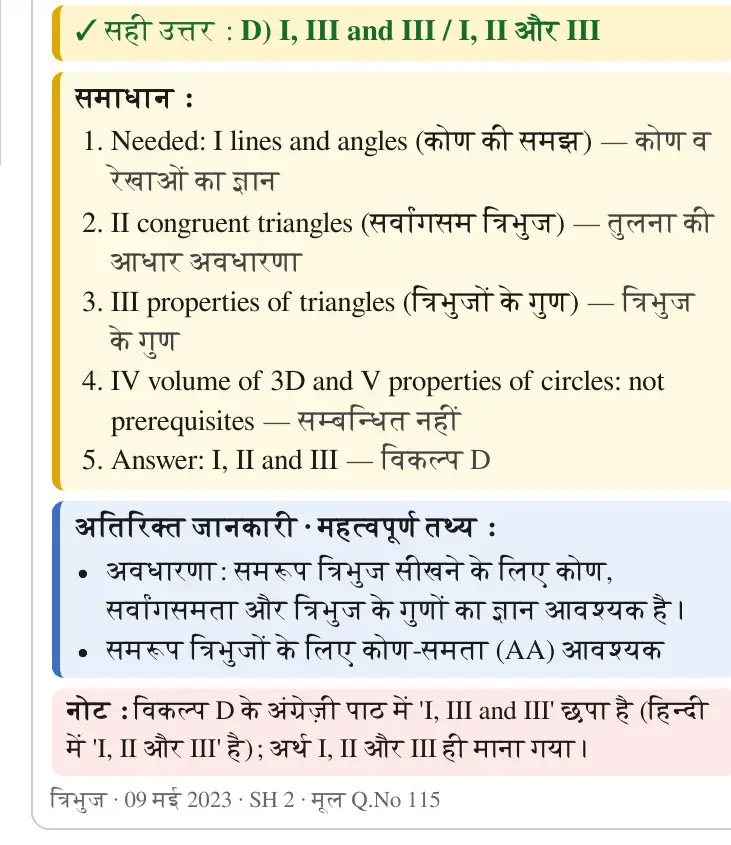 ✓ सही उत्तर : D) I, III and III / I, II और III
समाधान :
1. Needed: I lines and angles (कोण की समझ) — कोण व
रेखाओं का ज्ञान
2. II congruent triangles (सर्वांगसम त्रिभुज) — तुलना की
आधार अवधारणा
3. III properties of triangles (त्रिभुजों के गुण) — त्रिभुज
के गुण
4. IV volume of 3D and V properties of circles: not
prerequisites — सम्बन्धित नहीं
5. Answer: I, II and III — विकल्प D
अतिरिक्त जानकारी · महत्वपूर्ण तथ्य :
• अवधारणा : समरूप त्रिभुज सीखने के लिए कोण,
सर्वांगसमता और त्रिभुज के गुणों का ज्ञान आवश्यक है।
• समरूप त्रिभुजों के लिए कोण-समता (AA) आवश्यक
नोट : विकल्प D के अंग्रेज़ी पाठ में 'I, III and III' छपा है (हिन्दी
में 'I, II और III' है); अर्थ I, II और III ही माना गया।
त्रिभुज · 09 मई 2023 · SH 2 · मूल Q.No 115